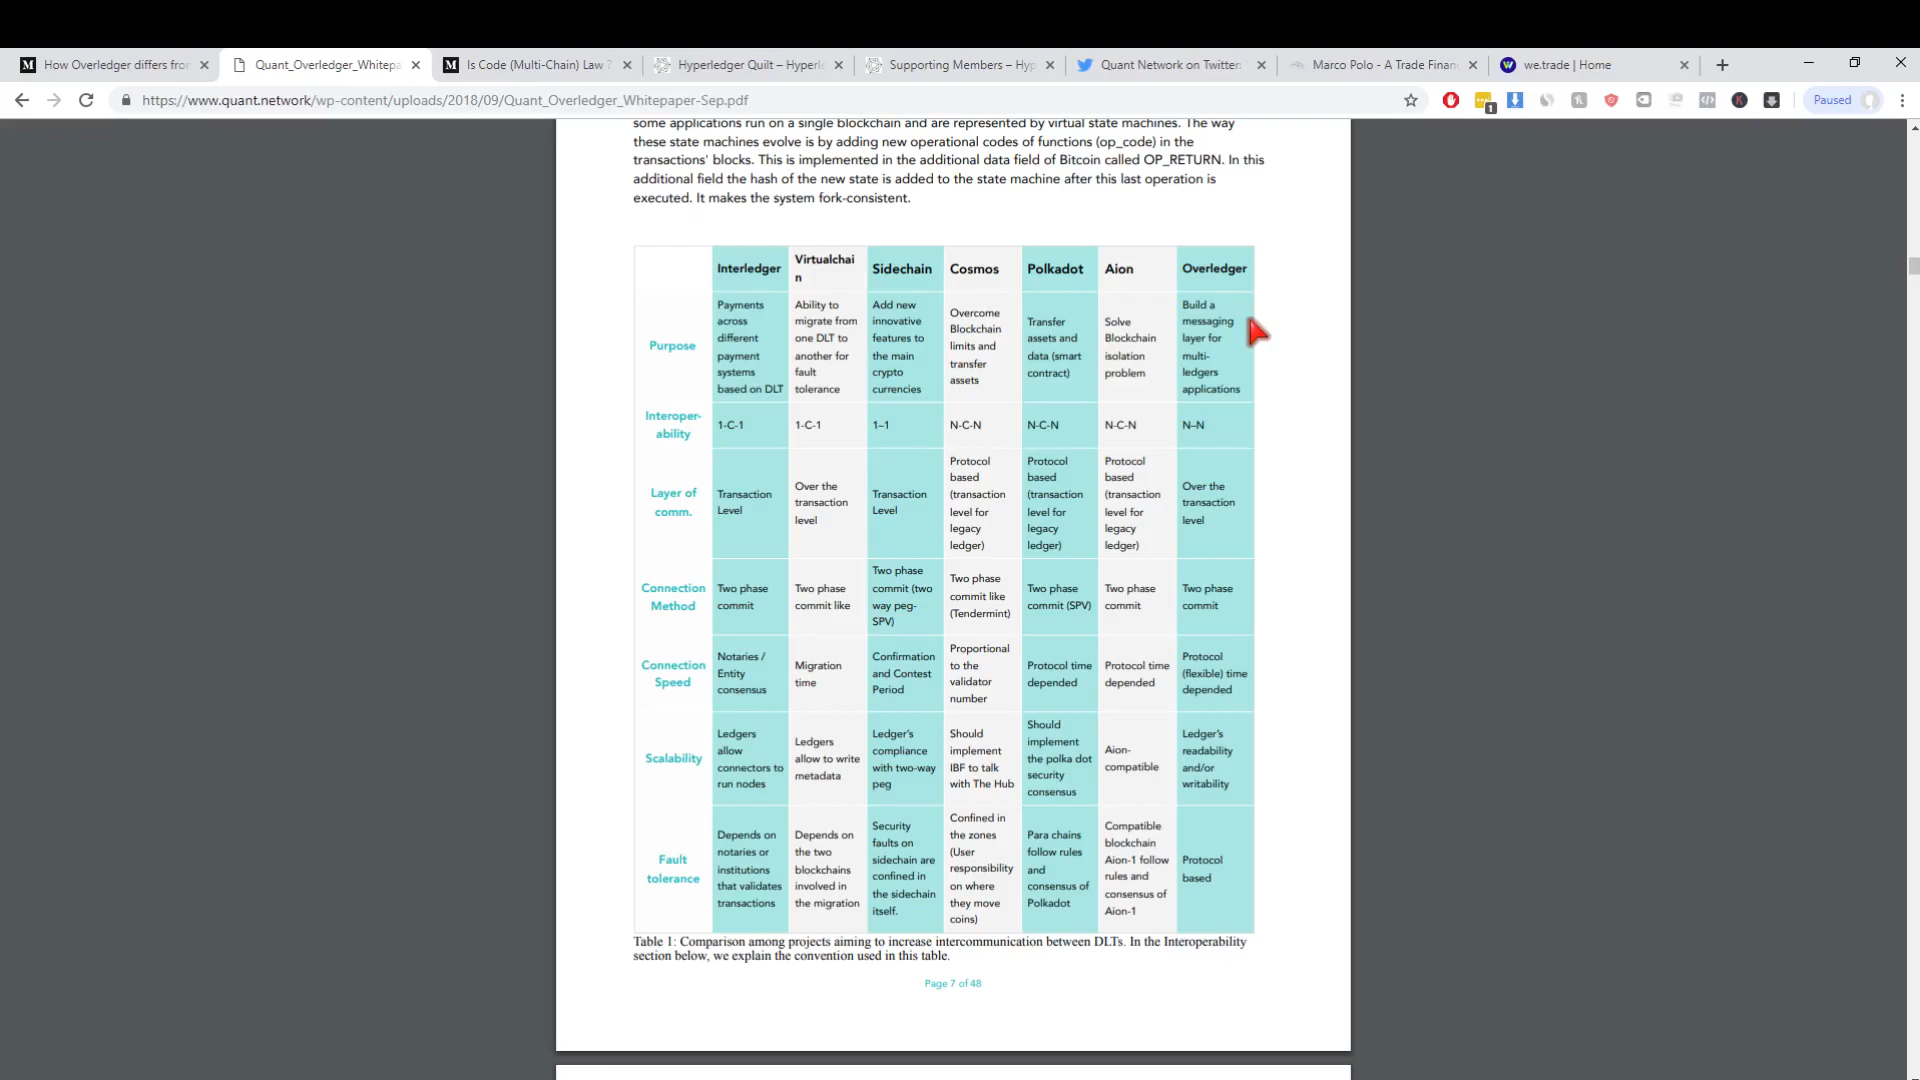 How Overledger differs fro
Quant_Overledger_Whitepa
Is Code (Multi-Chain) Law ?
Hyperledger Quilt – Hyperle
Supporting Members – Hyp
Quant Network on Twitter:
Marco Polo - A Trade Finan
we.trade | Home
https://www.quant.network/wp-content/uploads/2018/09/Quant_Overledger_Whitepaper-Sep.pdf
1
Paused
some applications run on a single blockchain and are represented by virtual state machines. The way
these state machines evolve is by adding new operational codes of functions (op_code) in the
transactions' blocks. This is implemented in the additional data field of Bitcoin called OP_RETURN. In this
additional field the hash of the new state is added to the state machine after this last operation is
executed. It makes the system fork-consistent.
Interledger
Virtualchai
n
Sidechain
Cosmos
Polkadot
Aion
Overledger
Purpose
Payments
across
different
payment
systems
based on DLT
Ability to
migrate from
one DLT to
another for
fault
tolerance
Add new
innovative
features to
the main
crypto
currencies
Overcome
Blockchain
limits and
transfer
assets
Transfer
assets and
data (smart
contract)
Solve
Blockchain
isolation
problem
Build a
messaging
layer for
multi-
ledgers
applications
Interoper-
ability
1-C-1
1-C-1
1–1
N-C-N
N-C-N
N-C-N
N–N
Layer of
comm.
Transaction
Level
Over the
transaction
level
Transaction
Level
Protocol
based
(transaction
level for
legacy
ledger)
Protocol
based
(transaction
level for
legacy
ledger)
Protocol
based
(transaction
level for
legacy
ledger)
Over the
transaction
level
Connection
Method
Two phase
commit
Two phase
commit like
Two phase
commit (two
way peg-
SPV)
Two phase
commit like
(Tendermint)
Two phase
commit (SPV)
Two phase
commit
Two phase
commit
Connection
Speed
Notaries /
Entity
consensus
Migration
time
Confirmation
and Contest
Period
Proportional
to the
validator
number
Protocol time
depended
Protocol time
depended
Protocol
(flexible) time
depended
Scalability
Ledgers
allow
connectors to
run nodes
Ledgers
allow to write
metadata
Ledger's
compliance
with two-way
peg
Should
implement
IBF to talk
with The Hub
Should
implement
the polka dot
security
consensus
Aion-
compatible
Ledger's
readability
and/or
writability
Fault
tolerance
Depends on
notaries or
institutions
that validates
transactions
Depends on
the two
blockchains
involved in
the migration
Security
faults on
sidechain are
confined in
the sidechain
itself.
Confined in
the zones
(User
responsibility
on where
they move
coins)
Para chains
follow rules
and
consensus of
Polkadot
Compatible
blockchain
Aion-1 follow
rules and
consensus of
Aion-1
Protocol
based
Table 1: Comparison among projects aiming to increase intercommunication between DLTs. In the Interoperability
section below, we explain the convention used in this table.
Page 7 of 48